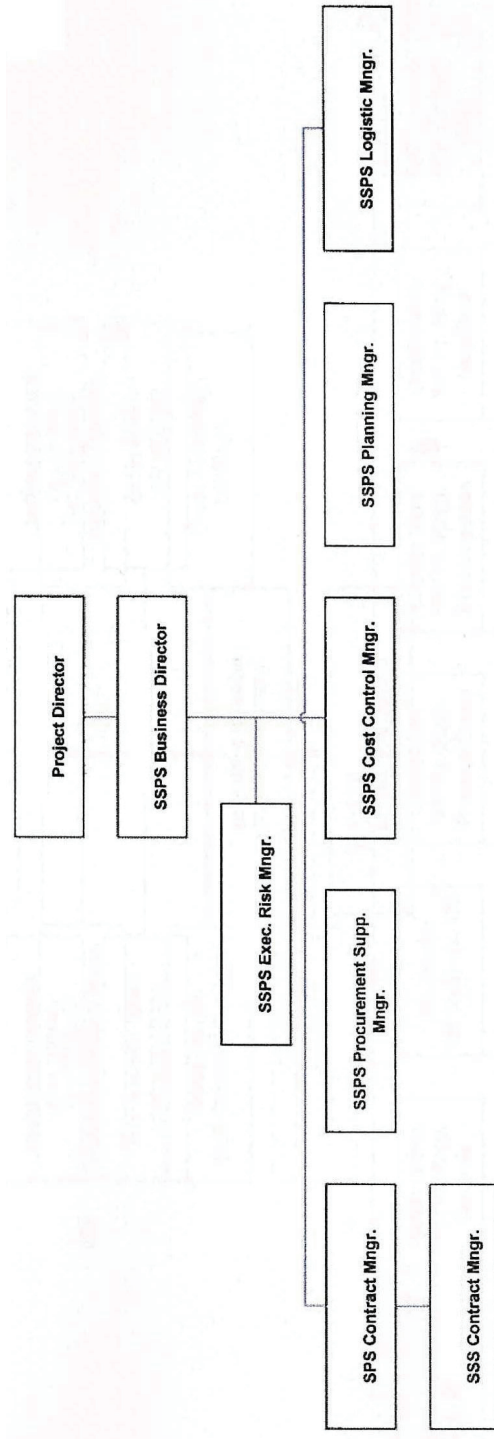 Project Director
SSPS Business Director
SSPS Exec. Risk Mngr.
SPS Contract Mngr.
SSPS Procurement Supp.
Mngr.
SSPS Cost Control Mngr.
SSPS Planning Mngr.
SSPS Logistic Mngr.
SSS Contract Mngr.